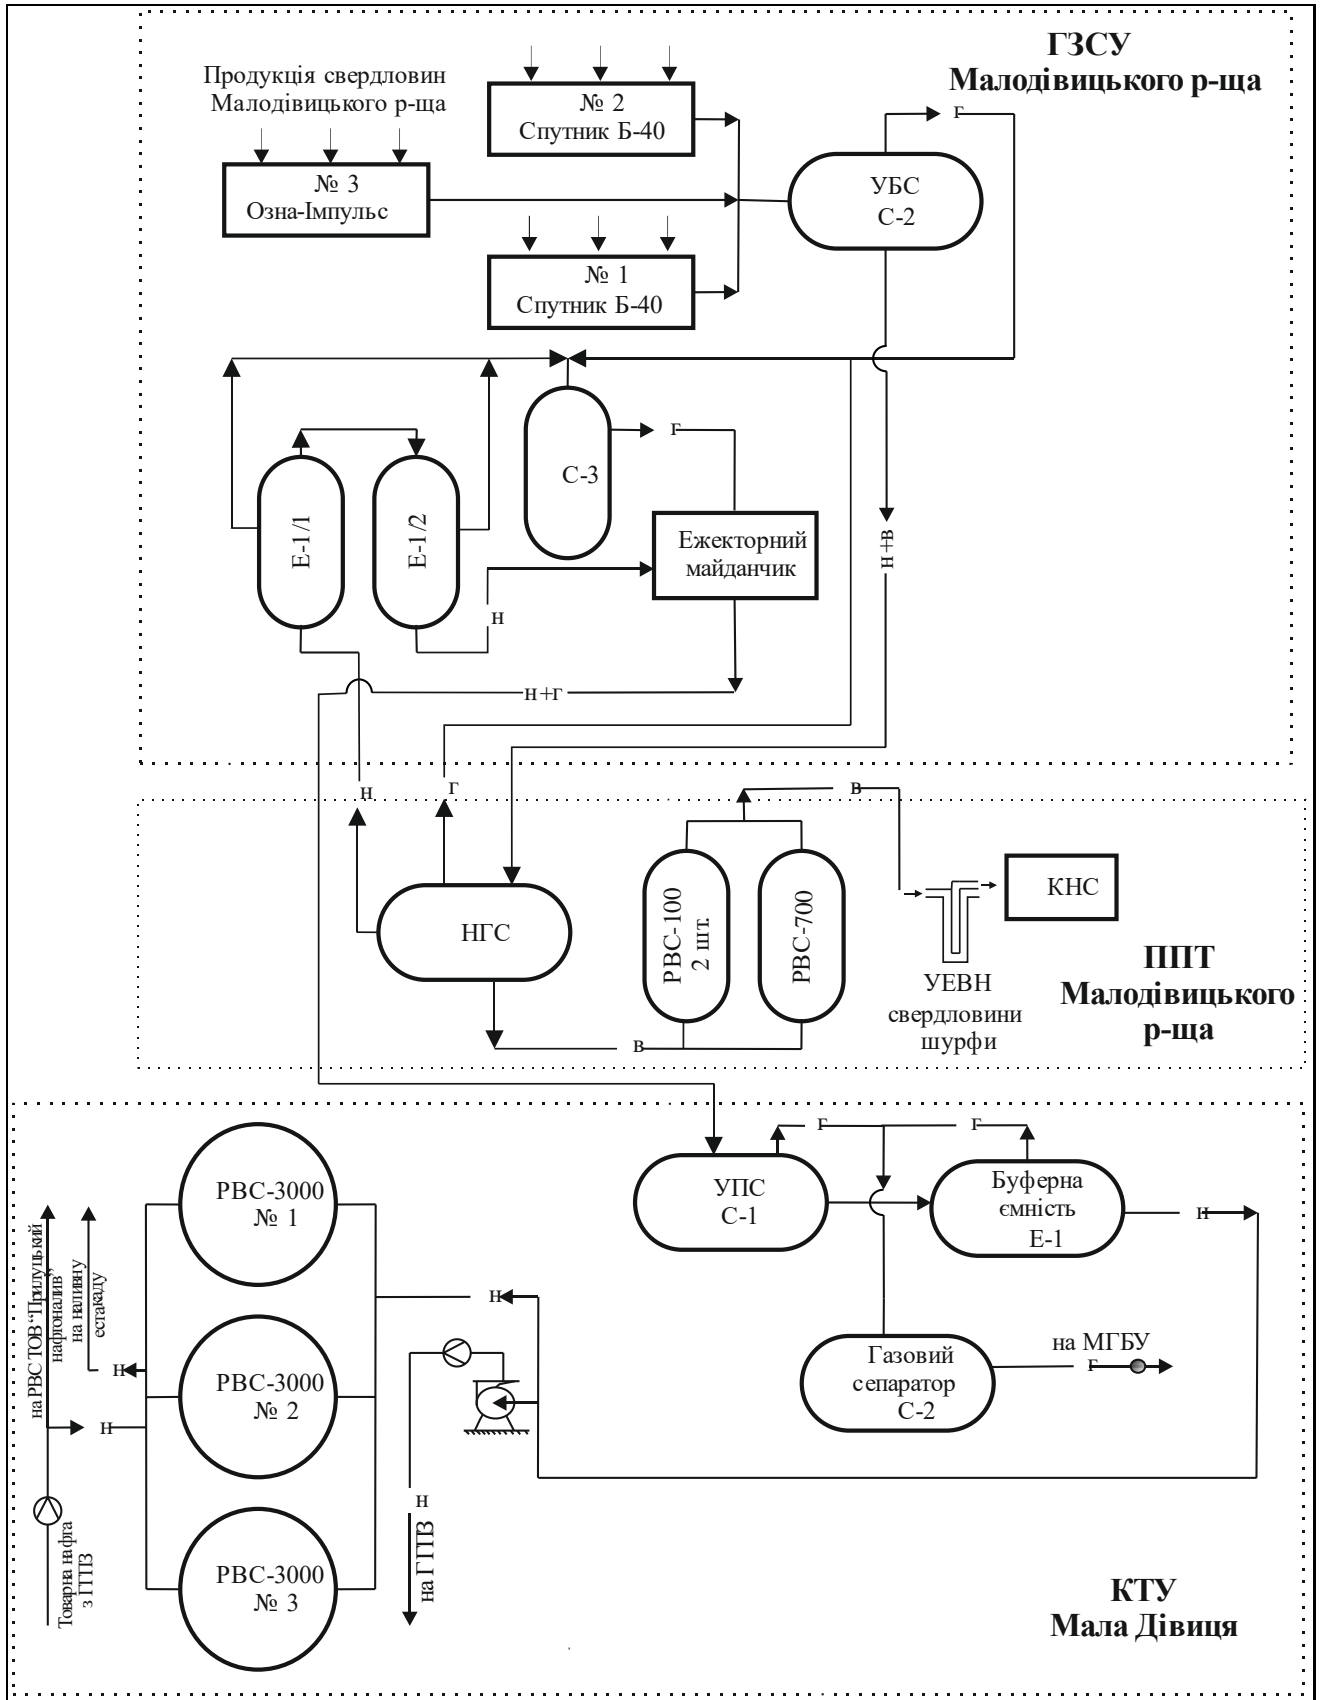 ГЗСУ
Малодівицького р-ща
Продукція свердловин
Малодівицького р-ща
№ 2
Спутник Б-40
г
№ 3
Озна-Імпульс
УБС
С-2
№ 1
Спутник Б-40
г
С-3
Е-1/1
Е-1/2
Ежекторний
майданчик
н+в
н
н+г
н
г
в
НГС
РВС-100
2 шт.
РВС-700
КНС
УЕВН
свердловини
шурфи
ППТ
Малодівицького
р-ща
в
г
г
РВС-3000
№ 1
УПС
С-1
Буферна
ємність
Е-1
н
на РВС ТОВ “Прилуцький
нафтоналив”
на наливну
естакаду
н
н
РВС-3000
№ 2
н
Газовий
сепаратор
С-2
на МГБУ
г
н
на ГПЗ
Товарна нафта
з ГПЗ
РВС-3000
№ 3
КТУ
Мала Дівиця